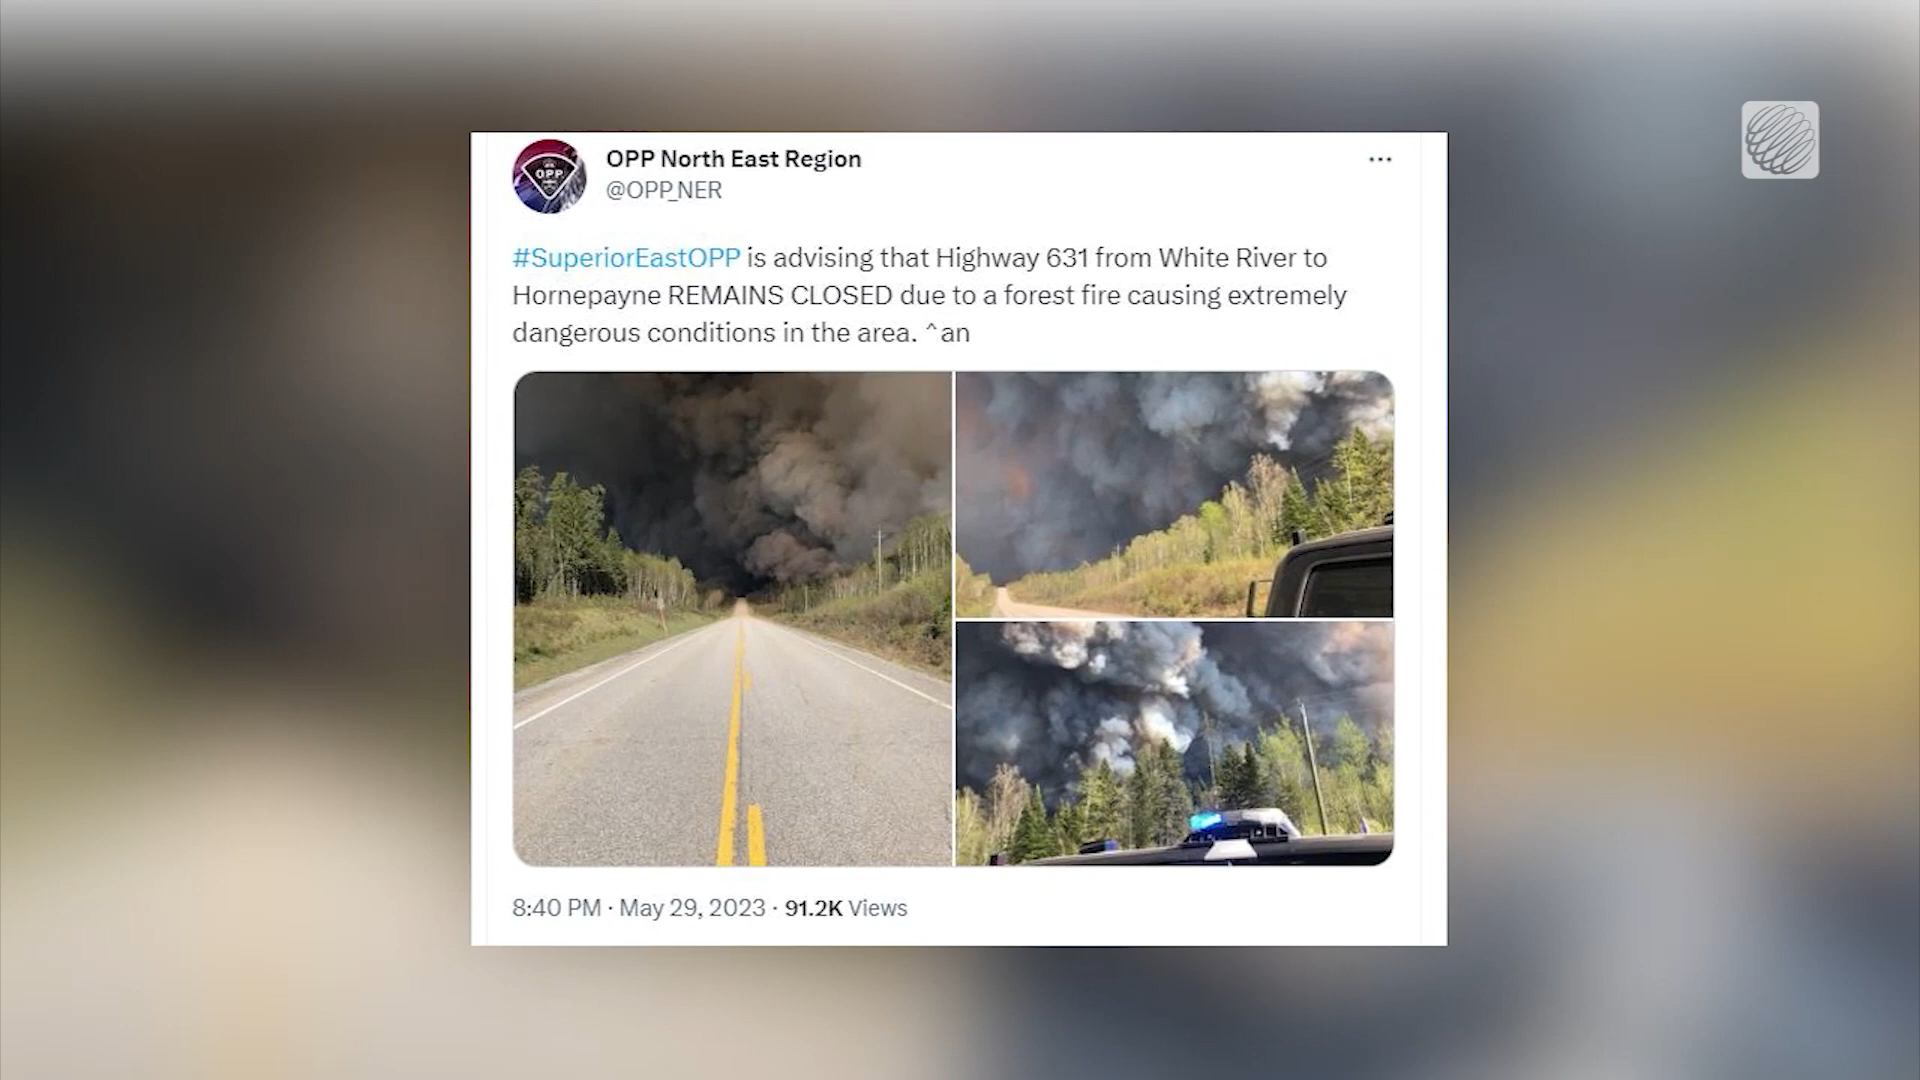 OPP North East Region
@OPP_NER
OPP
#SuperiorEastOPP is advising that Highway 631 from White River to
Hornepayne REMAINS CLOSED due to a forest fire causing extremely
dangerous conditions in the area. ^an
8:40 PM · May 29, 2023 · 91.2K Views